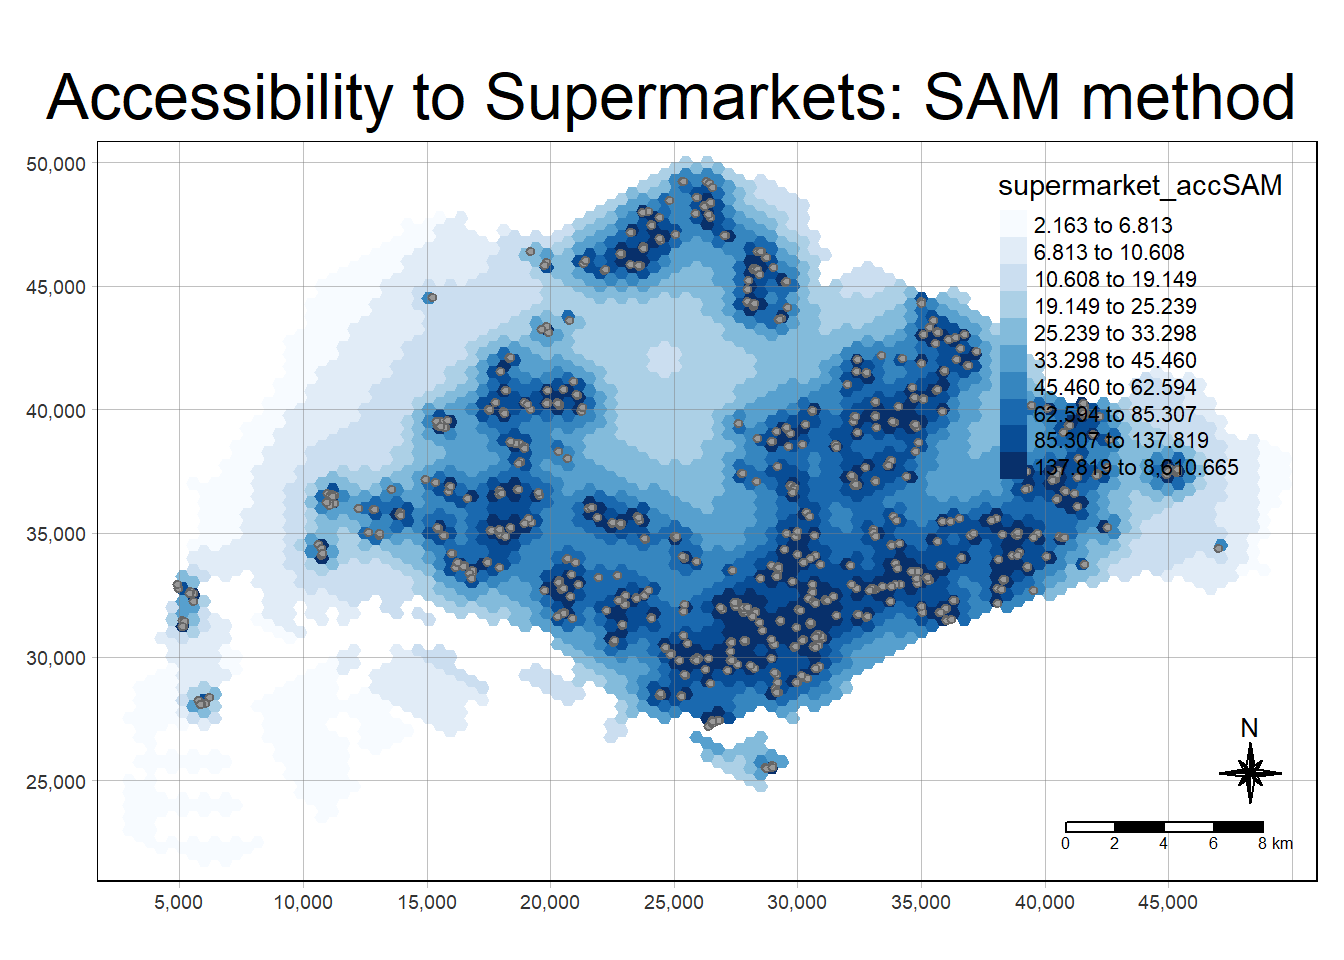 Accessibility to Supermarkets: SAM method
50,000
45,000
40,000
35,000
30,000
25,000
supermarket_accSAM
2.163 to 6.813
6.813 to 10.608
10.608 to 19.149
19.149 to 25.239
25.239 to 33.298
33.298 to 45.460
45.460 to 62.594
62.594 to 85.307
85.307 to 137.819
137.819 to 8,610.665
N
0 2 4 6 8 km
5,000 10,000 15,000 20,000 25,000 30,000 35,000 40,000 45,000